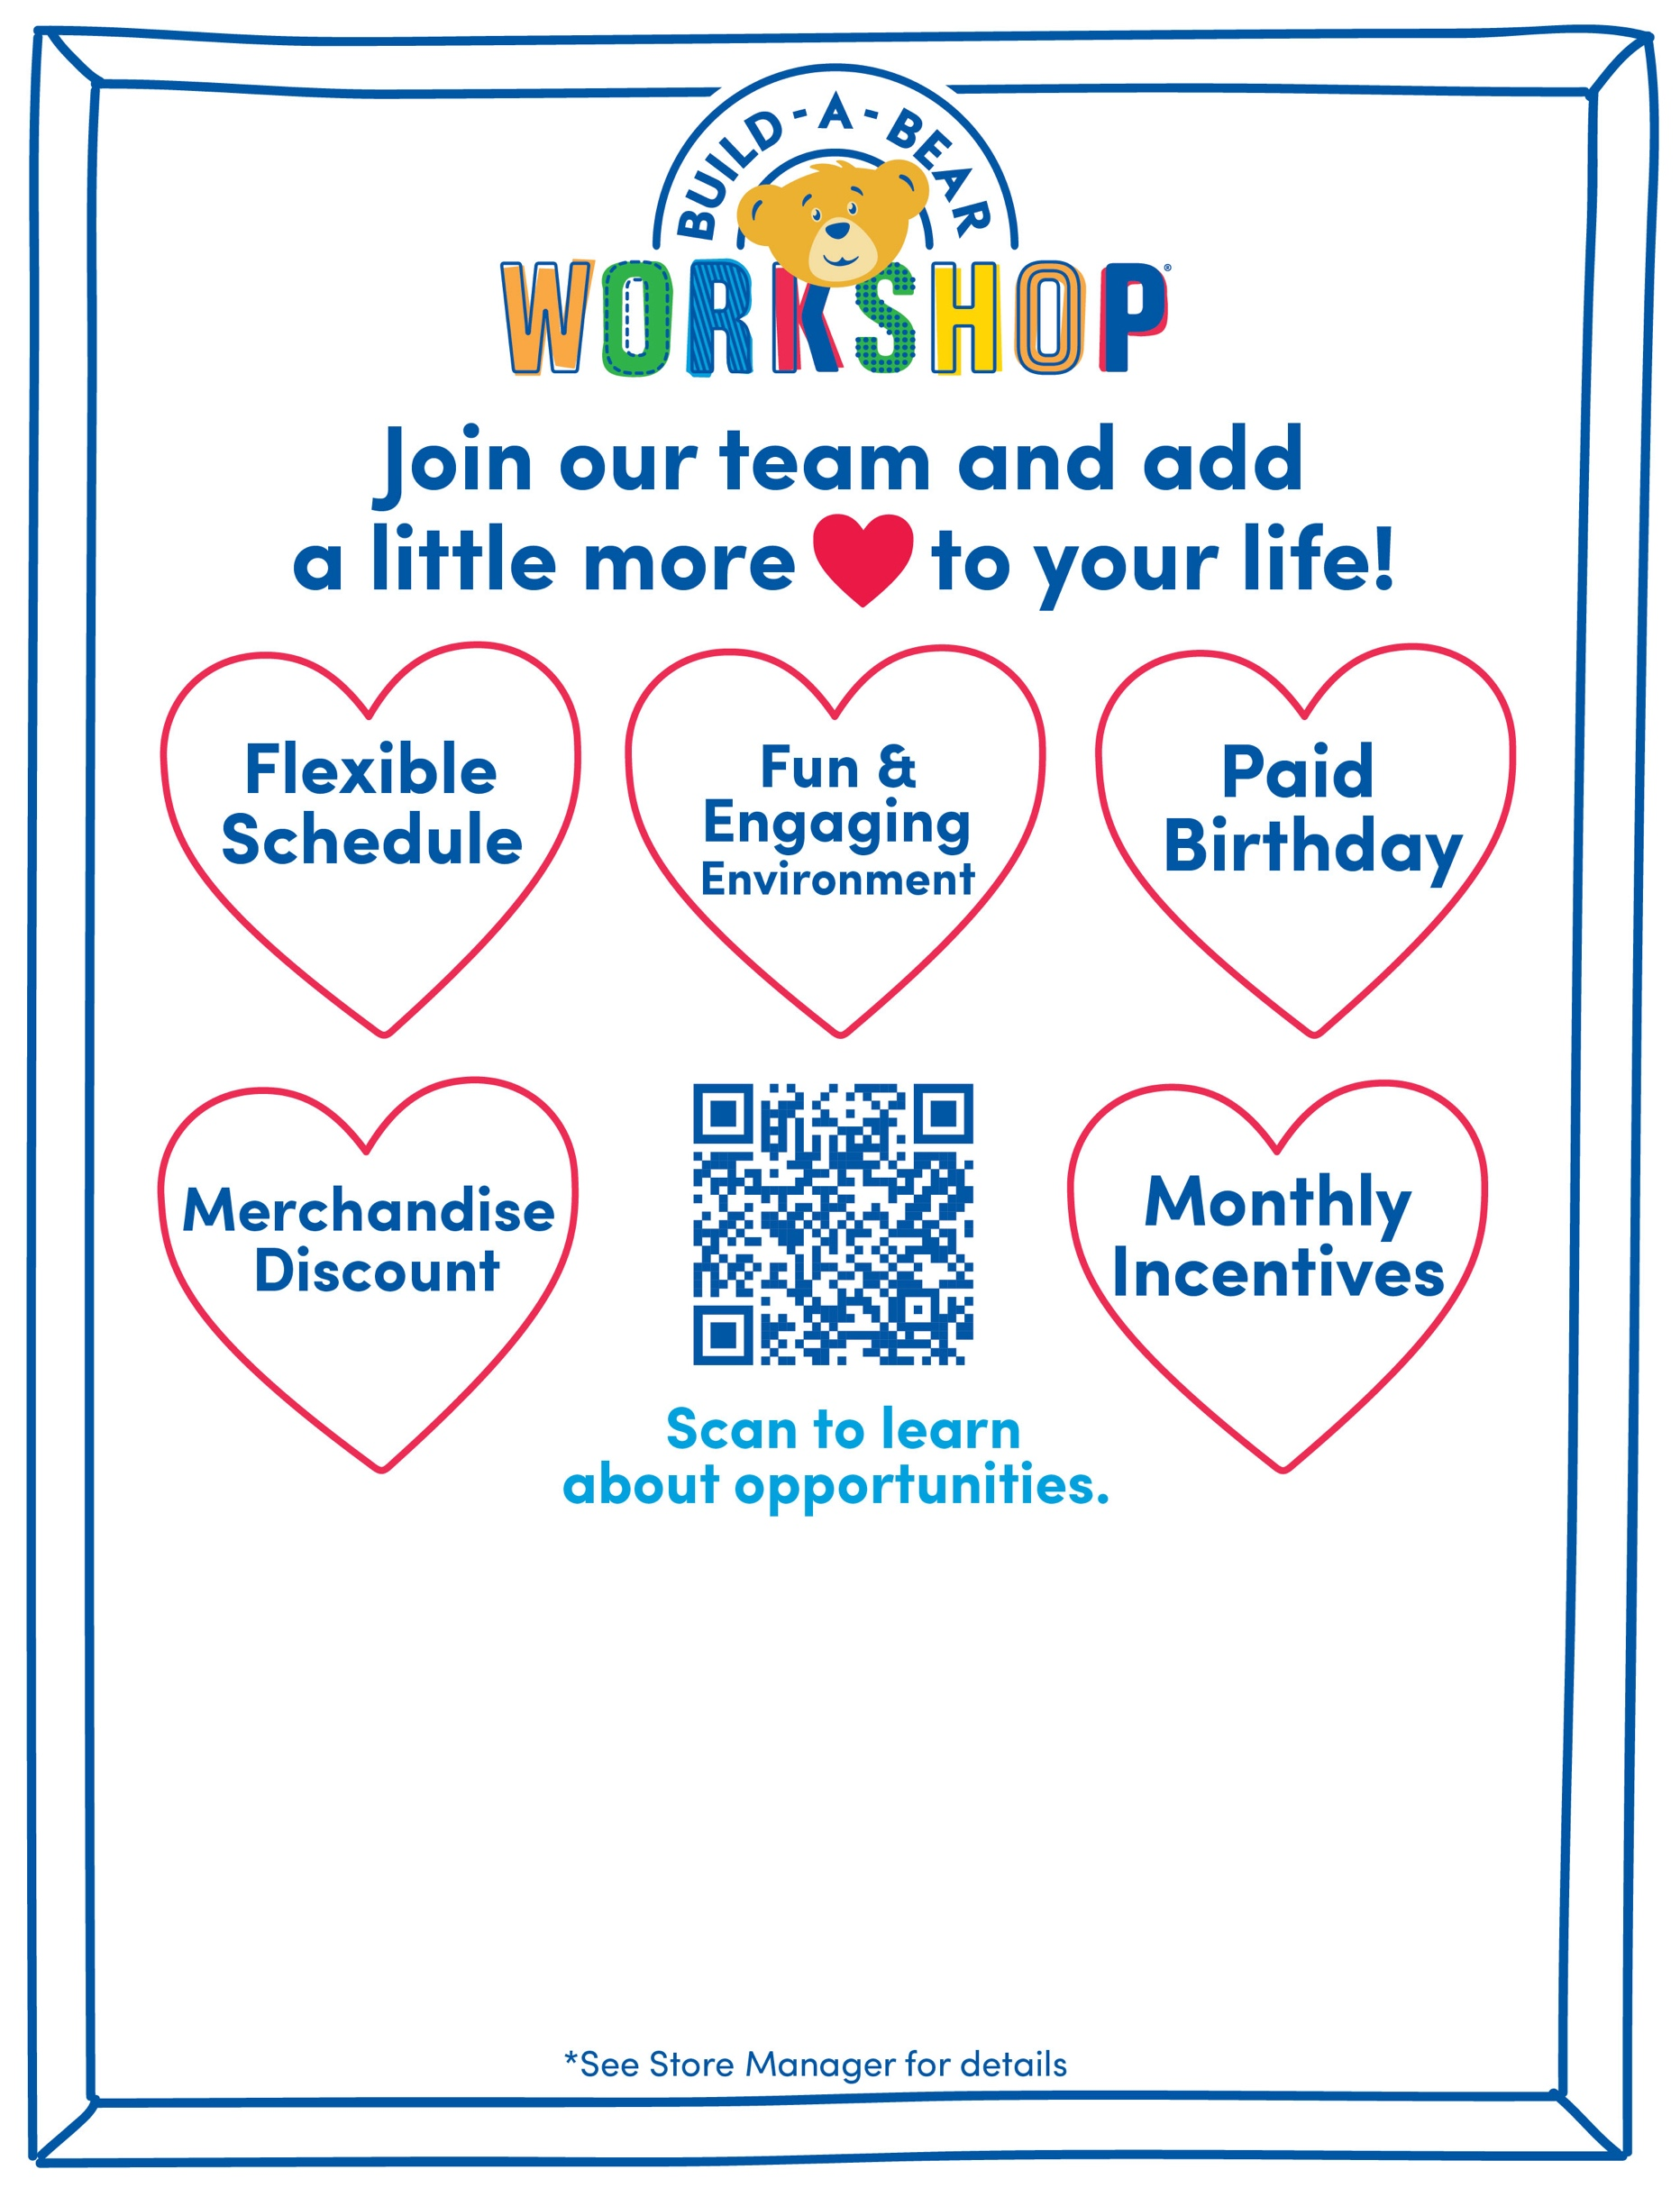 BUILD-A-BEAR
WORKSHOP®
Join our team and add
a little more to your life!
Flexible
Schedule
Fun &
Engaging
Environment
Paid
Birthday
Merchandise
Discount
Monthly
Incentives
Scan to learn
about opportunities.
*See Store Manager for details